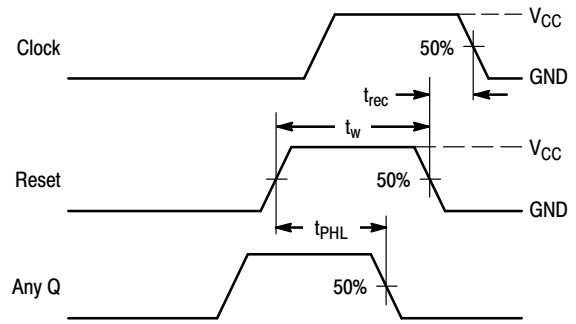 Clock
50%
V_CC
GND
t_rec
t_w
Reset
50%
V_CC
GND
t_PHL
Any Q
50%